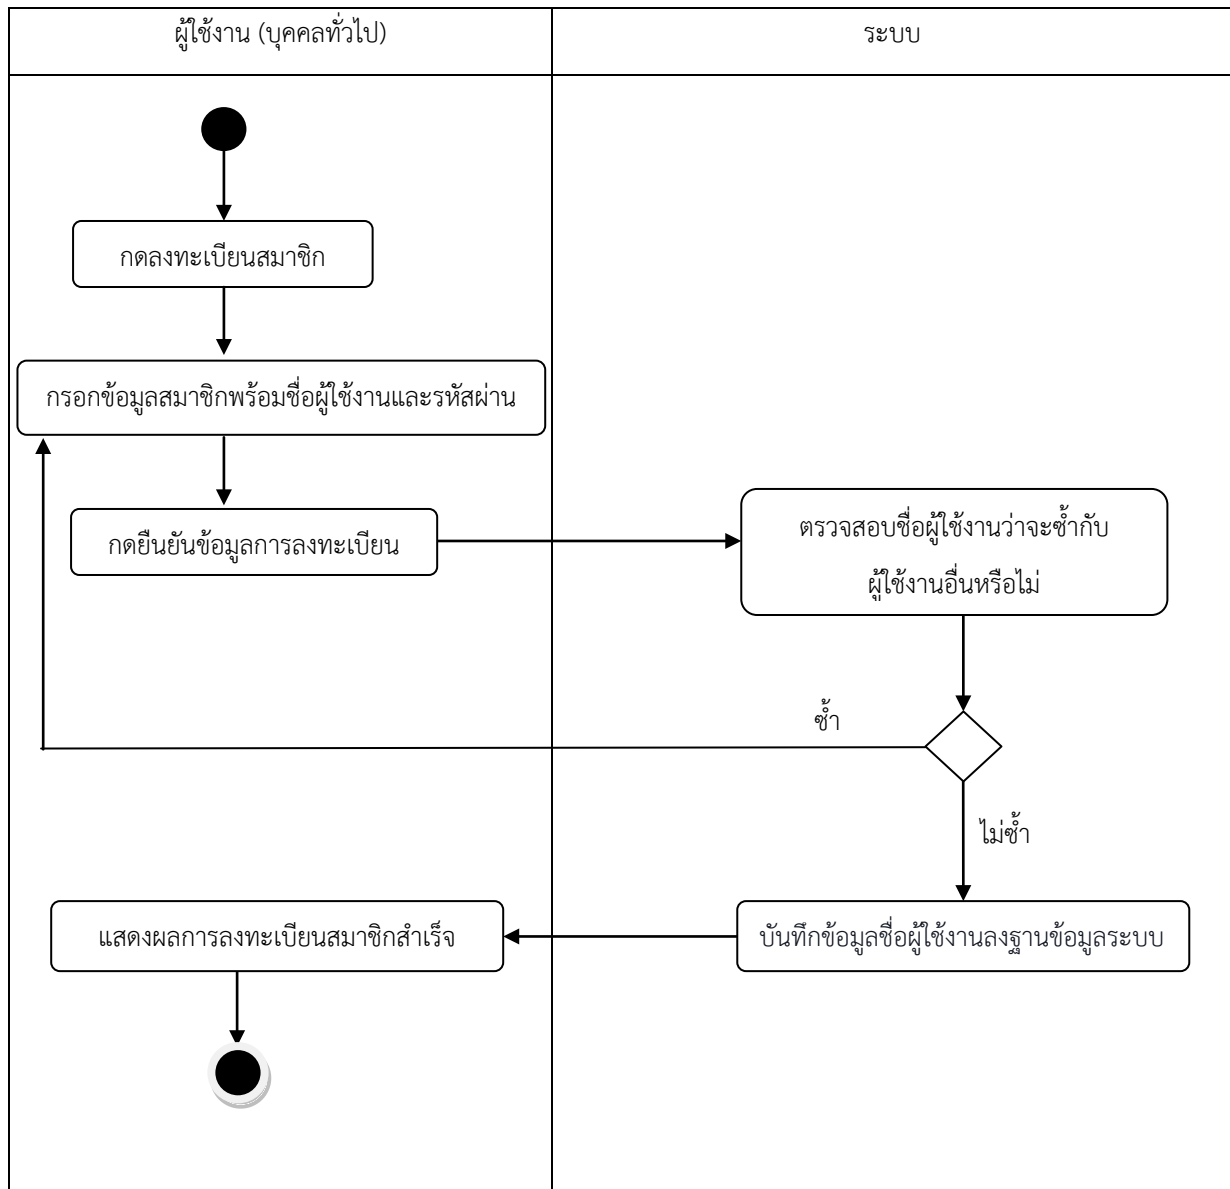 ผู้ใช้งาน (บุคคลทั่วไป)
ระบบ
กดลงทะเบียนสมาชิก
กรอกข้อมูลสมาชิกพร้อมชื่อผู้ใช้งานและรหัสผ่าน
กดยืนยันข้อมูลการลงทะเบียน
ตรวจสอบชื่อผู้ใช้งานว่าจะซ้ำกับ
ผู้ใช้งานอื่นหรือไม่
ซ้ำ
ไม่ซ้ำ
บันทึกข้อมูลชื่อผู้ใช้งานลงฐานข้อมูลระบบ
แสดงผลการลงทะเบียนสมาชิกสำเร็จ